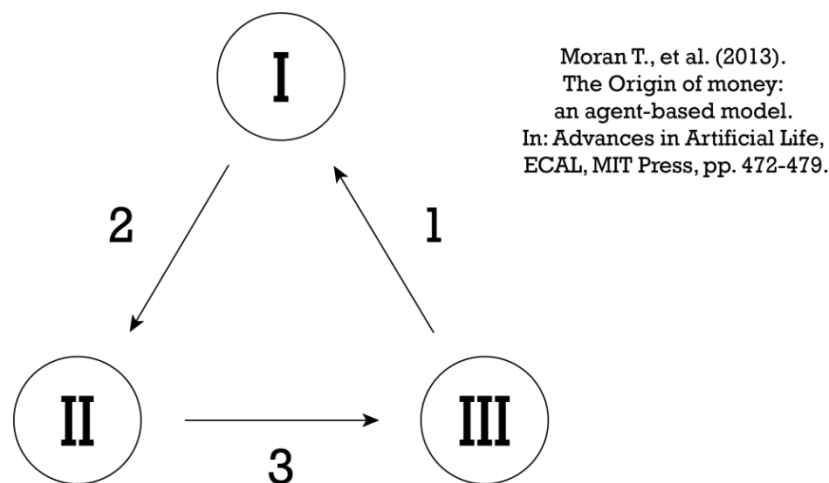 I
Moran T., et al. (2013).
The Origin of money:
an agent-based model.
In: Advances in Artificial Life,
ECAL, MIT Press, pp. 472-479.
2
1
II
III
3